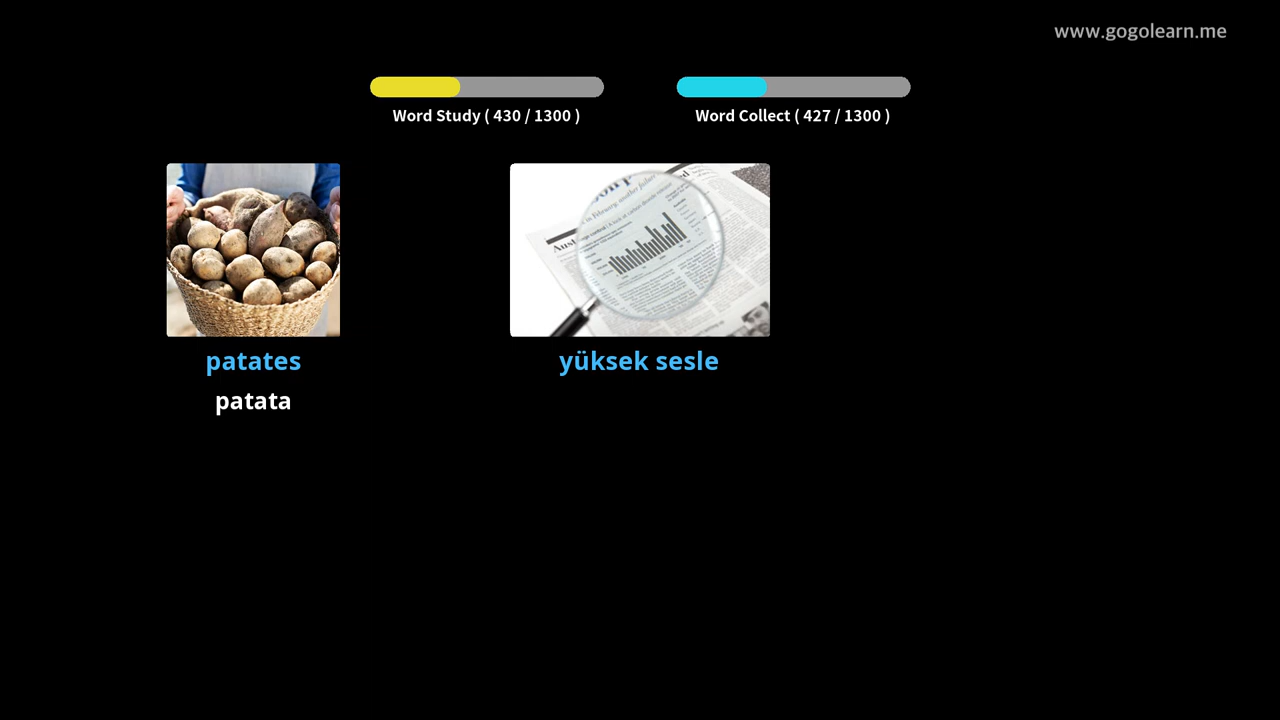 www.gogolearn.me
Word Study ( 430 / 1300 )
Word Collect ( 427 / 1300 )
patates
patata
yüksek sesle